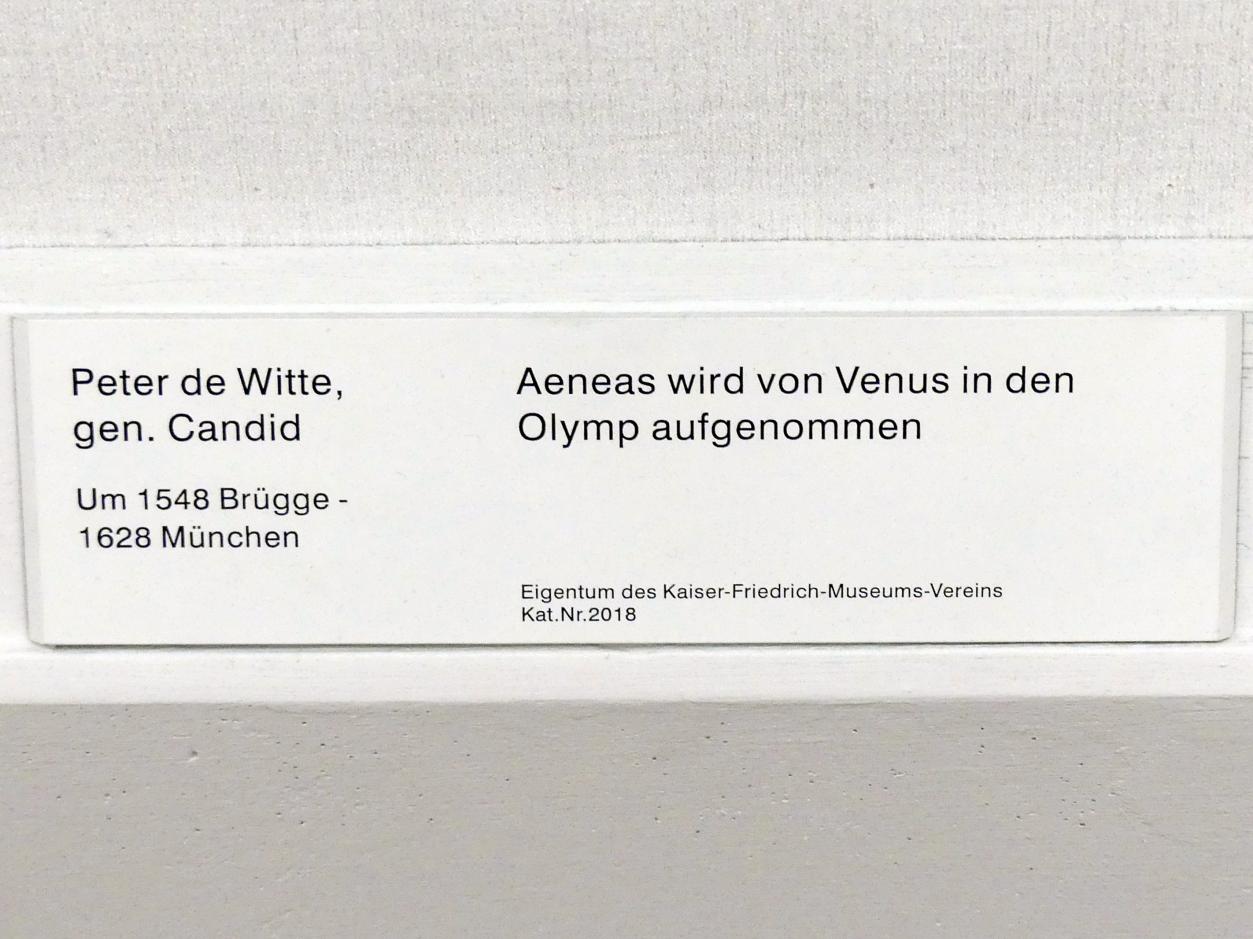 Peter de Witte,
gen. Candid
Um 1548 Brügge -
1628 München
Aeneas wird von Venus in den
Olymp aufgenommen
Eigentum des Kaiser-Friedrich-Museums-Vereins
Kat.Nr.2018